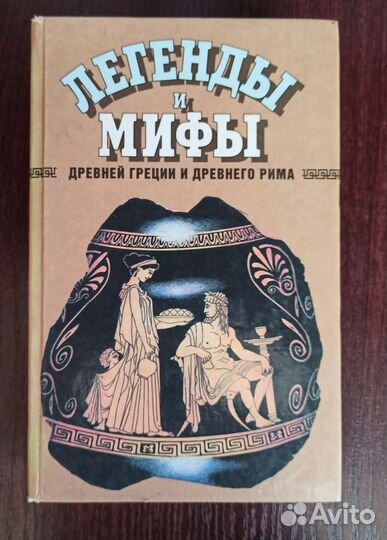 ЛЕГЕНДЫ
И
МИФЫ
ДРЕВНЕЙ ГРЕЦИИ И ДРЕВНЕГО РИМА
Avito